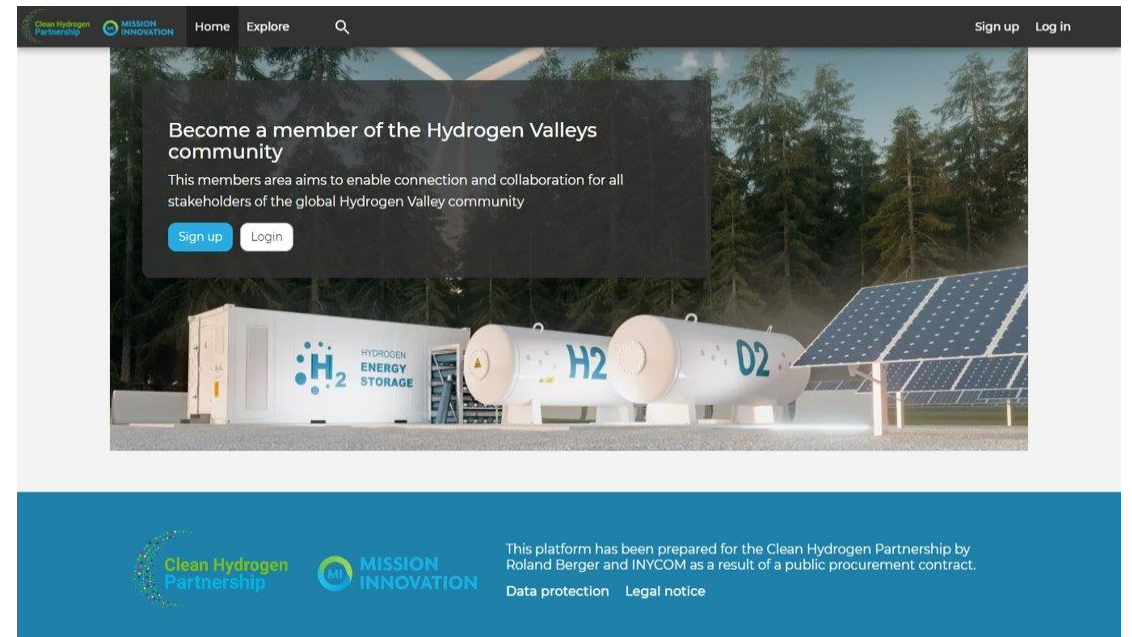 Clean Hydrogen
Partnership
MISSION
INNOVATION
Home
Explore
Sign up
Log in
Become a member of the Hydrogen Valleys
community
This members area aims to enable connection and collaboration for all
stakeholders of the global Hydrogen Valley community
Sign up
Login
H2
HYDROGEN
ENERGY
STORAGE
H2
O2
Clean Hydrogen
Partnership
MI
MISSION
INNOVATION
This platform has been prepared for the Clean Hydrogen Partnership by
Roland Berger and INYCOM as a result of a public procurement contract.
Data protection
Legal notice